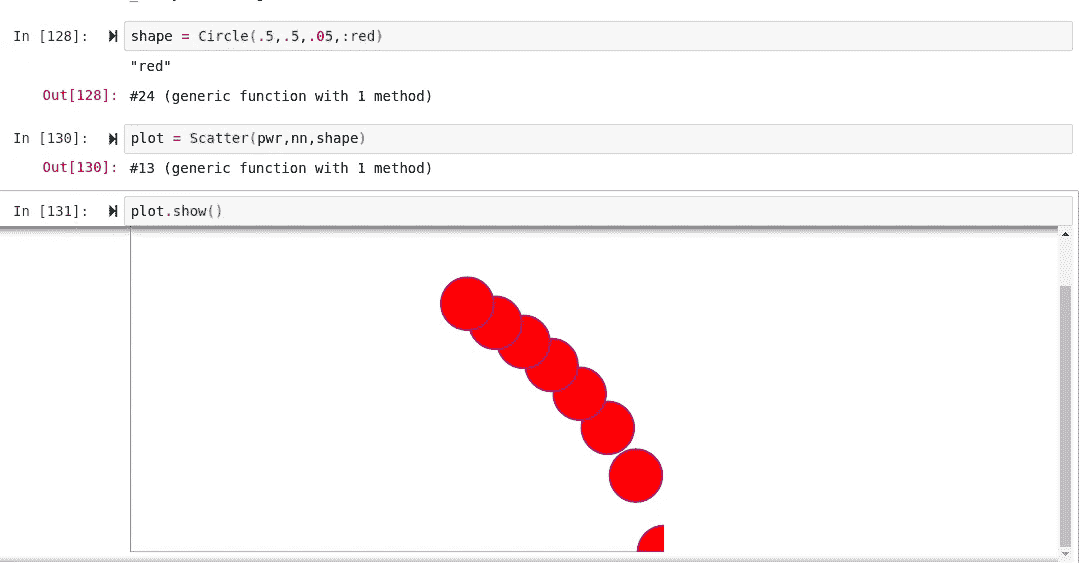 In [128]: shape = Circle(.5,.5,.05,:red)
"red"
Out[128]: #24 (generic function with 1 method)
In [130]: plot = Scatter(pwr,nn,shape)
Out[130]: #13 (generic function with 1 method)
In [131]: plot.show()